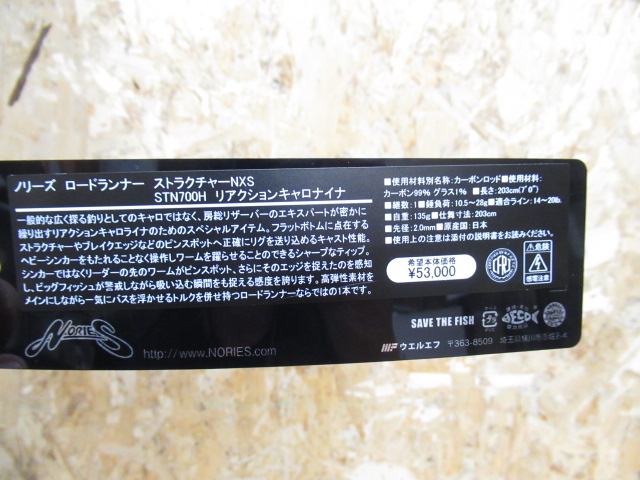 ノリーズ ロードランナー ストラクチャーNXS
STN700H リアクションキャロナイナ
一般的な広く探る釣りとしてのキャロではなく、房総リザーバーのエキスパートが密かに
繰り出すリアクションキャロライナのためのスペシャルアイテム。フラットボトムに点在する
ストラクチャーやブレイクエッジなどのピンスポットへ正確にリグを送り込めるキャスト性能。
ヘビーシンカーをもたれることなく操作しワームを躍らせることのできるシャープなティップ。
シンカーではなくリーダーの先のワームがピンスポット、さらにそのエッジを捉えたのを感知
し、ビッグフィッシュが警戒しながら吸い込む瞬間をも捉える感度を誇ります。高弾性素材を
メインにしながら一気にバスを浮かせるトルクを併せ持つロードランナーならではの1本です。
NORIES
http://www.NORIES.com
■使用材料別名称：カーボンロッド■使用材料：
カーボン99% グラス1% ■長さ：203cm(7'0")
■継数：1■錘負荷：10.5〜28g■適合ライン：14〜20lb.
■自重：135g■仕舞寸法：203cm
■先径：2.0mm■原産国：日本
■使用上のご注意は添付の説明書をお読みください。
希望本体価格
¥53,000
危険
感電注意
SAVE THE FISH
ウエルエフ 〒363-8509